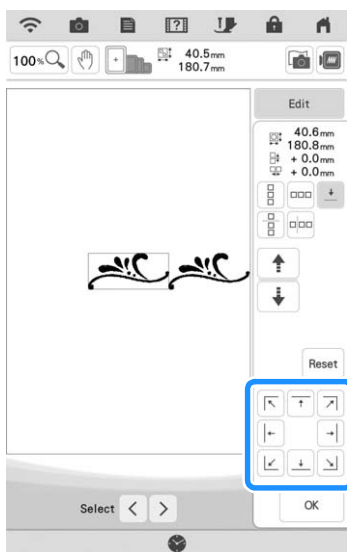 ?
100% 40.5mm
180.7mm
Edit
40.6mm
180.8mm
+ 0.0mm
+ 0.0mm
Reset
Select < >
OK